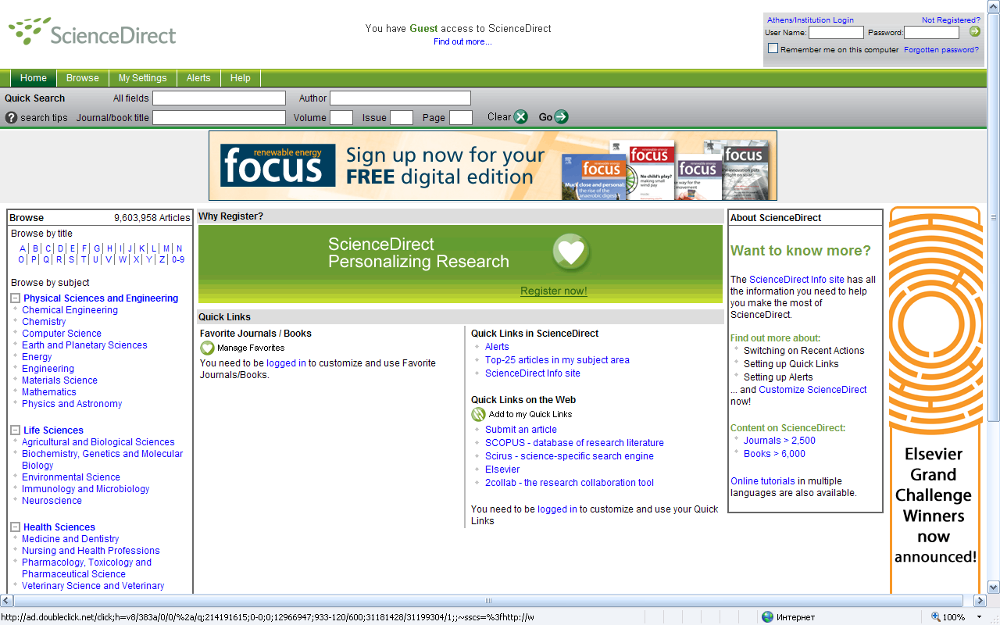 ScienceDirect
You have Guest access to ScienceDirect
Find out more...
Athens/Institution Login Not Registered?
User Name: Password:
Remember me on this computer Forgotten password?
Home Browse My Settings Alerts Help
Quick Search All fields Author
? search tips Journal/book title Volume Issue Page Clear Go
renewable energy
focus
Sign up now for your
FREE digital edition
renewable energy
focus
Much close and personal
the rise of the
anaerobic digest
renewable energy
focus
No child's play?
making small
wind pay
focus
way for the
movement
focus
Browse 9,603,958 Articles
Browse by title
A B C D E F G H I J K L M N
O P Q R S T U V W X Y Z 0-9
Browse by subject
Physical Sciences and Engineering
Chemical Engineering
Chemistry
Computer Science
Earth and Planetary Sciences
Energy
Engineering
Materials Science
Mathematics
Physics and Astronomy
Life Sciences
Agricultural and Biological Sciences
Biochemistry, Genetics and Molecular
Biology
Environmental Science
Immunology and Microbiology
Neuroscience
Health Sciences
Medicine and Dentistry
Nursing and Health Professions
Pharmacology, Toxicology and
Pharmaceutical Science
Veterinary Science and Veterinary
Why Register?
ScienceDirect
Personalizing Research
Register now!
Quick Links
Favorite Journals / Books
Manage Favorites
You need to be logged in to customize and use Favorite
Journals/Books.
Quick Links in ScienceDirect
Alerts
Top-25 articles in my subject area
ScienceDirect Info site
Quick Links on the Web
Add to my Quick Links
Submit an article
SCOPUS - database of research literature
Scirus - science-specific search engine
Elsevier
2collab - the research collaboration tool
You need to be logged in to customize and use your Quick
Links
About ScienceDirect
Want to know more?
The ScienceDirect Info site has all
the information you need to help
you make the most of
ScienceDirect.
Find out more about:
Switching on Recent Actions
Setting up Quick Links
Setting up Alerts
... and Customize ScienceDirect
now!
Content on ScienceDirect:
Journals > 2,500
Books > 6,000
Online tutorials in multiple
languages are also available.
Elsevier
Grand
Challenge
Winners
now
announced!
http://ad.doubleclick.net/click;h=v8/383a/0/0/%2a/q;214191615;0-0;0;12966947;933-120/600;31181428/31199304/1;;~sscs=%3fhttp://w
Интернет
100%